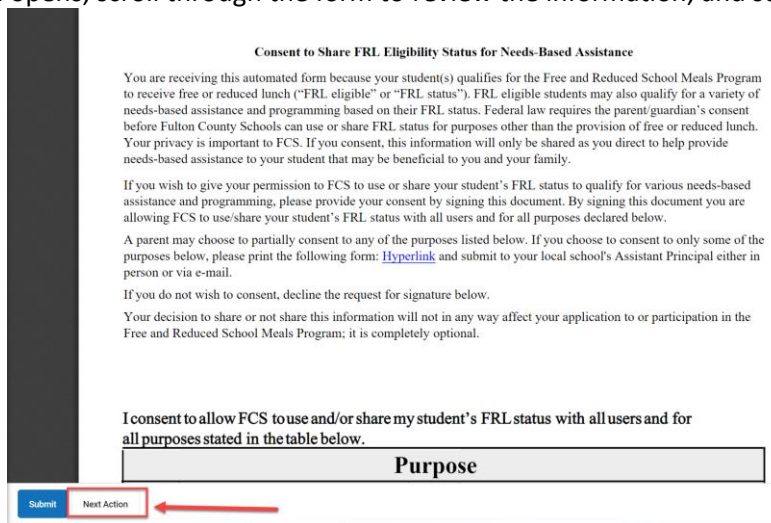 opens, scroll through the form to review the information, and
Consent to Share FRL Eligibility Status for Needs-Based Assistance
You are receiving this automated form because your student(s) qualifies for the Free and Reduced School Meals Program
to receive free or reduced lunch (“FRL eligible” or “FRL status”). FRL eligible students may also qualify for a variety of
needs-based assistance and programming based on their FRL status. Federal law requires the parent/guardian’s consent
before Fulton County Schools can use or share FRL status for purposes other than the provision of free or reduced lunch.
Your privacy is important to FCS. If you consent, this information will only be shared as you direct to help provide
needs-based assistance to your student that may be beneficial to you and your family.
If you wish to give your permission to FCS to use or share your student’s FRL status to qualify for various needs-based
assistance and programming, please provide your consent by signing this document. By signing this document you are
allowing FCS to use/share your student’s FRL status with all users and for all purposes declared below.
A parent may choose to partially consent to any of the purposes listed below. If you choose to consent to only some of the
purposes below, please print the following form: Hyperlink and submit to your local school's Assistant Principal either in
person or via e-mail.
If you do not wish to consent, decline the request for signature below.
Your decision to share or not share this information will not in any way affect your application to or participation in the
Free and Reduced School Meals Program; it is completely optional.
I consent to allow FCS to use and/or share my student’s FRL status with all users and for
all purposes stated in the table below.
Purpose
Submit Next Action